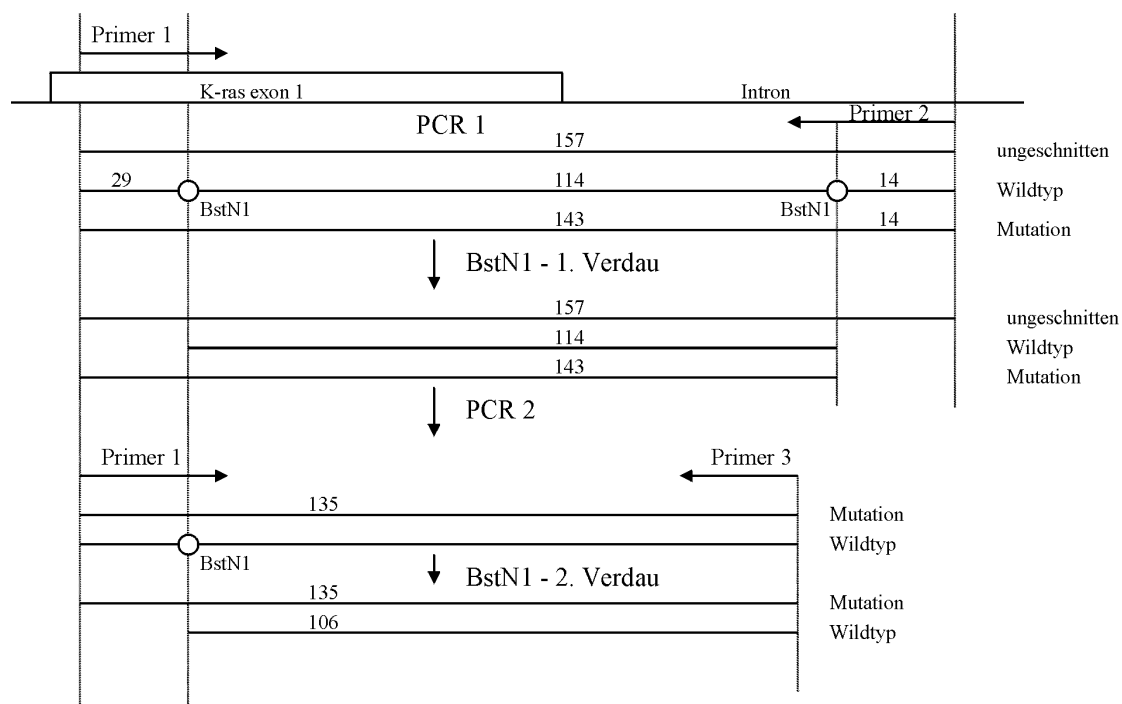 Primer 1
K-ras exon 1 Intron
PCR 1 Primer 2
157 ungeschnitten
29 114 14 Wildtyp
BstN1 BstN1
143 14 Mutation
BstN1 - 1. Verdau
157 ungeschnitten
114 Wildtyp
143 Mutation
PCR 2
Primer 1 Primer 3
135 Mutation
Wildtyp
BstN1
BstN1 - 2. Verdau
135 Mutation
106 Wildtyp